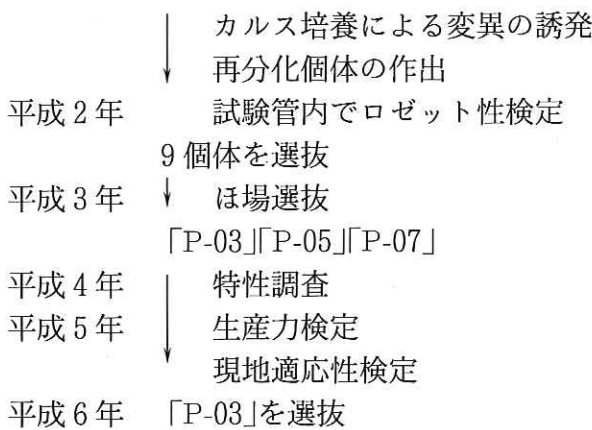 カルス培養による変異の誘発
再分化個体の作出
平成2年 試験管内でロゼット性検定
9個体を選抜
平成3年 ほ場選抜
「P-03」「P-05」「P-07」
平成4年 特性調査
平成5年 生産力検定
現地適応性検定
平成6年 「P-03」を選抜